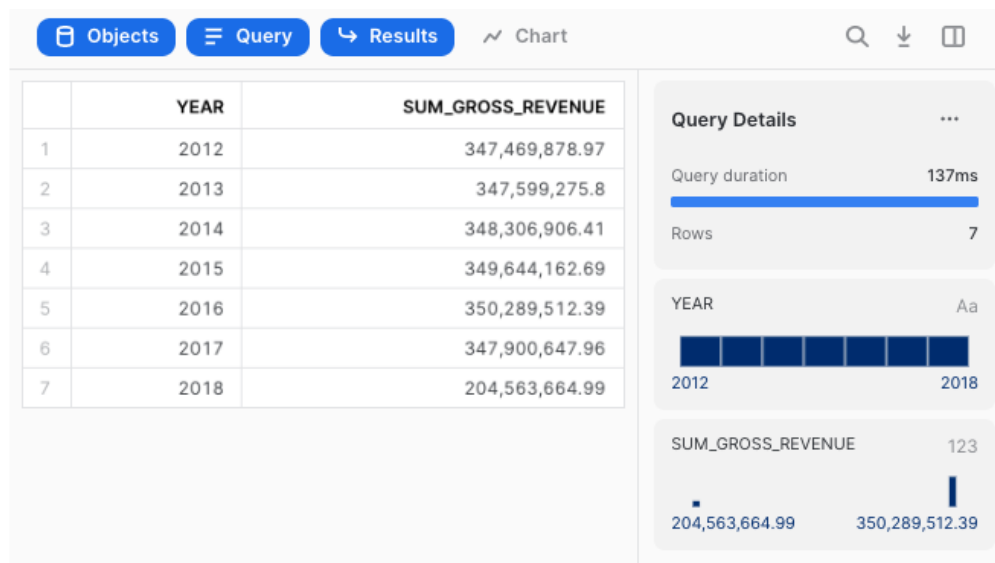 Objects Query Results Chart
YEAR SUM_GROSS_REVENUE
1 2012 347,469,878.97
2 2013 347,599,275.8
3 2014 348,306,906.41
4 2015 349,644,162.69
5 2016 350,289,512.39
6 2017 347,900,647.96
7 2018 204,563,664.99
Query Details ...
Query duration 137ms
Rows 7
YEAR Aa
2012 2018
SUM_GROSS_REVENUE 123
204,563,664.99 350,289,512.39